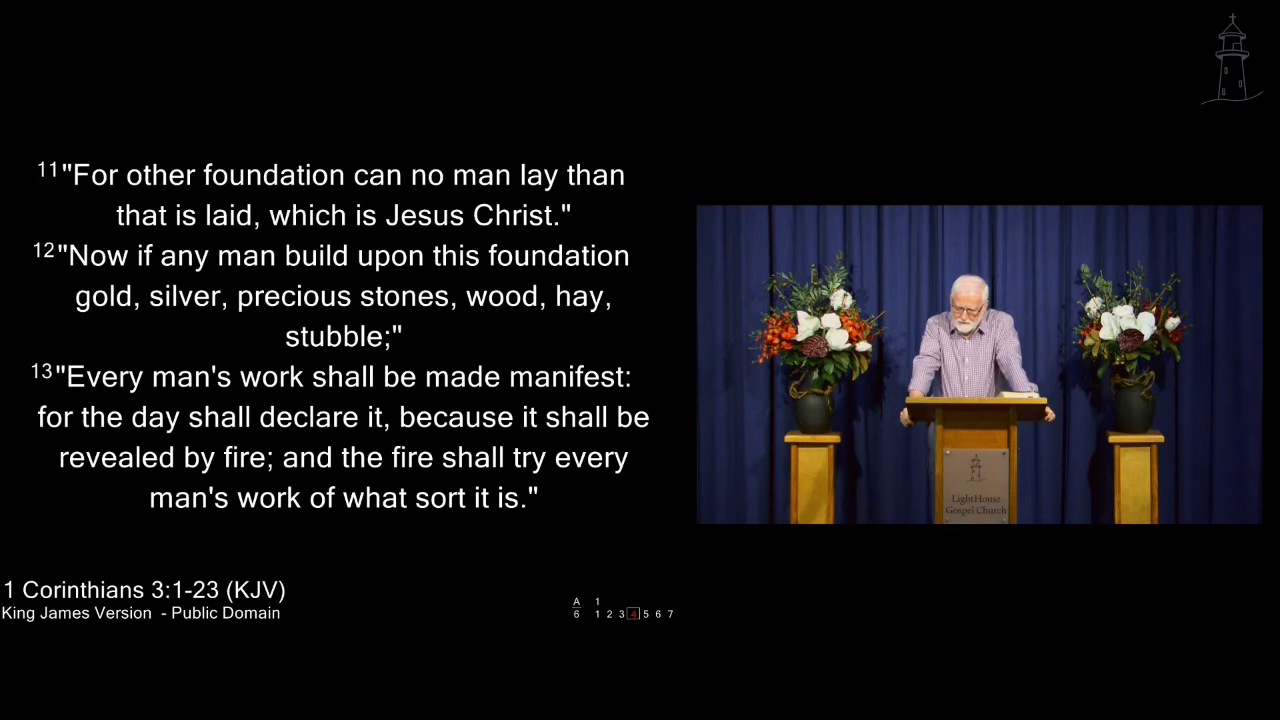 11"For other foundation can no man lay than
that is laid, which is Jesus Christ."
12"Now if any man build upon this foundation
gold, silver, precious stones, wood, hay,
stubble;"
13"Every man's work shall be made manifest:
for the day shall declare it, because it shall be
revealed by fire; and the fire shall try every
man's work of what sort it is."
1 Corinthians 3:1-23 (KJV)
King James Version - Public Domain
A 1
6 1 2 3 4 5 6 7
LightHouse
Gospel Church